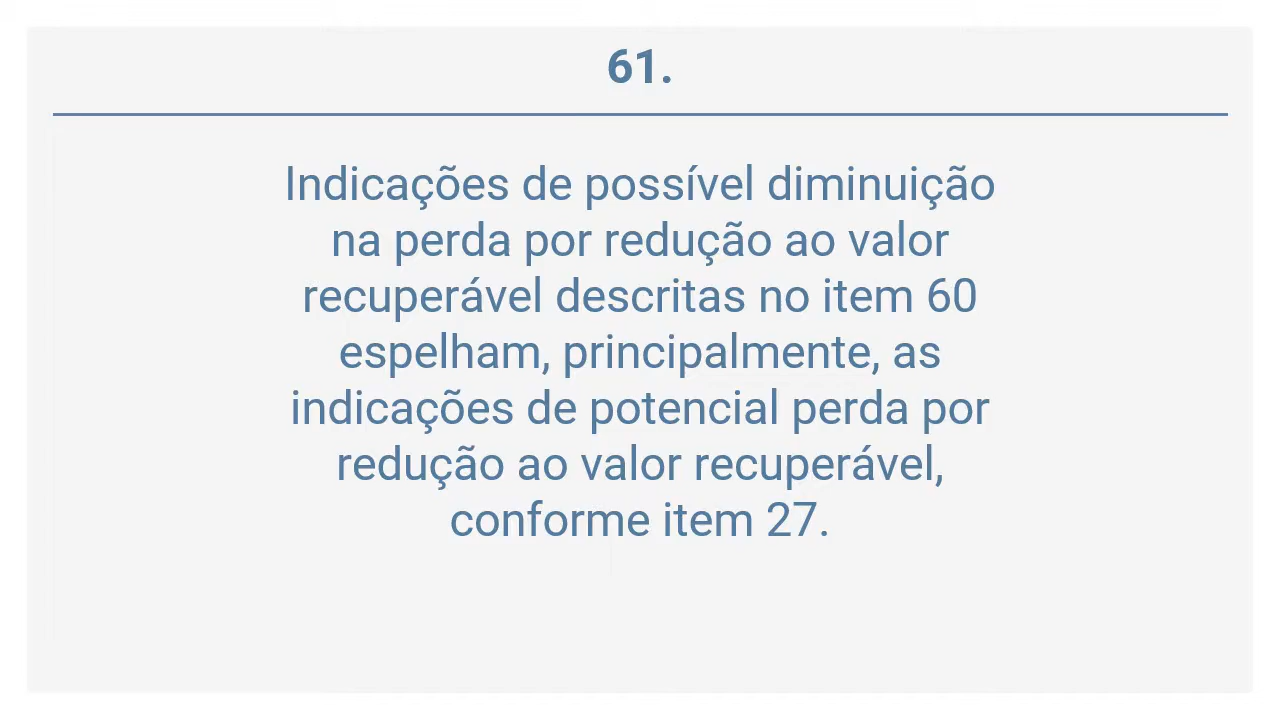 61.
Indicações de possível diminuição
na perda por redução ao valor
recuperável descritas no item 60
espelham, principalmente, as
indicações de potencial perda por
redução ao valor recuperável,
conforme item 27.